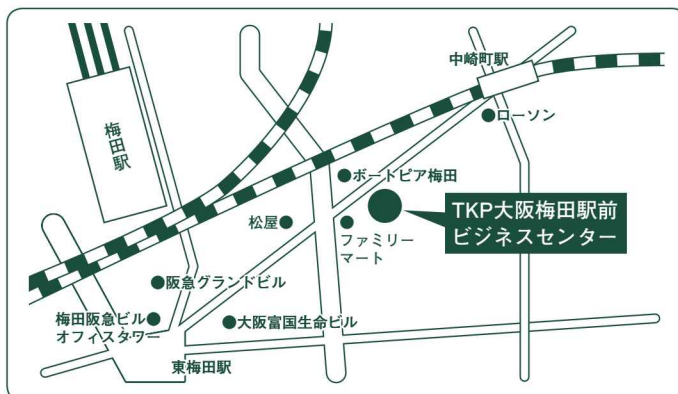 中崎町駅
ローソン
梅田駅
ボートピア梅田
TKP大阪梅田駅前
ビジネスセンター
松屋
ファミリー
マート
阪急グランドビル
梅田阪急ビル
オフィスタワー
大阪富国生命ビル
東梅田駅